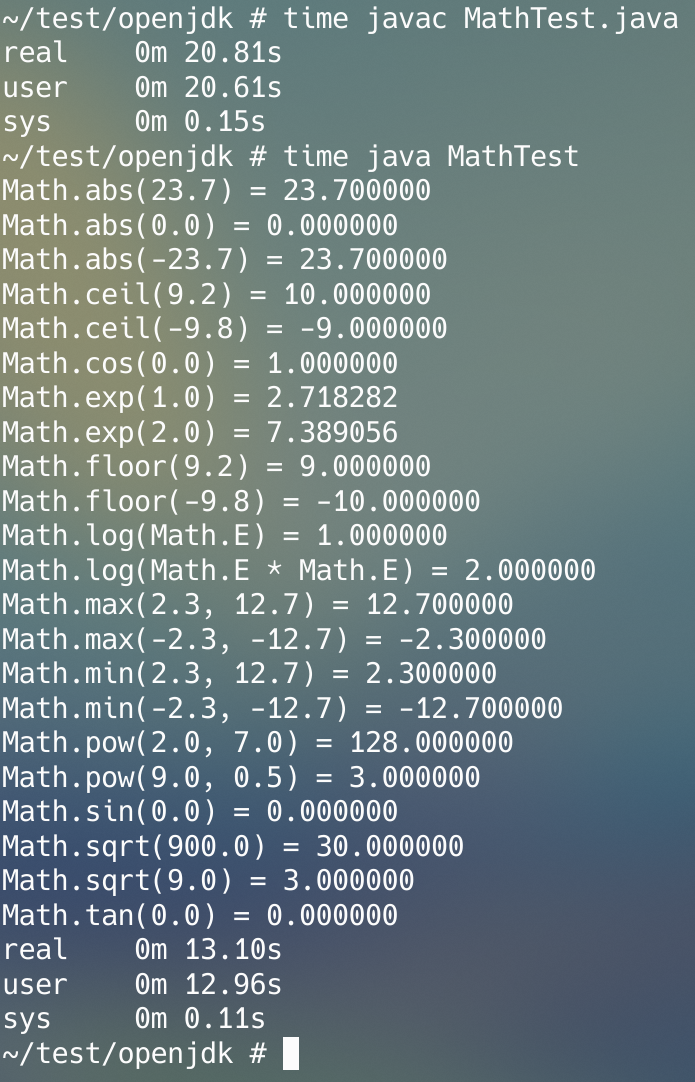 ~/test/openjdk # time javac MathTest.java
real    0m 20.81s
user    0m 20.61s
sys     0m 0.15s
~/test/openjdk # time java MathTest
Math.abs(23.7) = 23.700000
Math.abs(0.0) = 0.000000
Math.abs(-23.7) = 23.700000
Math.ceil(9.2) = 10.000000
Math.ceil(-9.8) = -9.000000
Math.cos(0.0) = 1.000000
Math.exp(1.0) = 2.718282
Math.exp(2.0) = 7.389056
Math.floor(9.2) = 9.000000
Math.floor(-9.8) = -10.000000
Math.log(Math.E) = 1.000000
Math.log(Math.E * Math.E) = 2.000000
Math.max(2.3, 12.7) = 12.700000
Math.max(-2.3, -12.7) = -2.300000
Math.min(2.3, 12.7) = 2.300000
Math.min(-2.3, -12.7) = -12.700000
Math.pow(2.0, 7.0) = 128.000000
Math.pow(9.0, 0.5) = 3.000000
Math.sin(0.0) = 0.000000
Math.sqrt(900.0) = 30.000000
Math.sqrt(9.0) = 3.000000
Math.tan(0.0) = 0.000000
real    0m 13.10s
user    0m 12.96s
sys     0m 0.11s
~/test/openjdk #